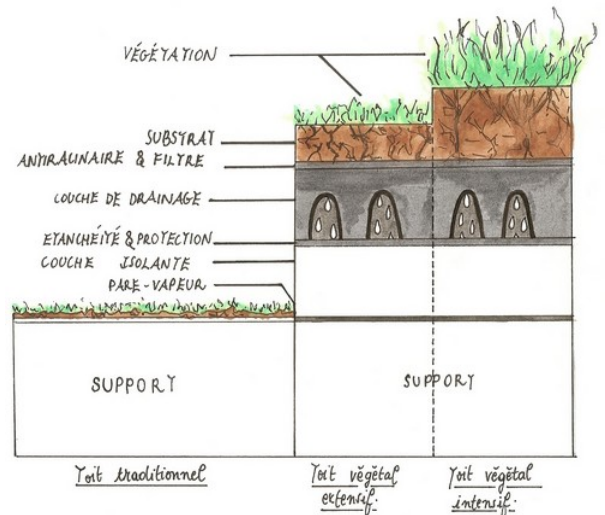 VÉGÉTATION
SUBSTRAT
ANTIRACINAIRE & FILTRE
COUCHE DE DRAINAGE
ETANCHÉITÉ & PROTECTION
COUCHE ISOLANTE
PARE-VAPEUR
SUPPORT
SUPPORT
Toit traditionnel
Toit végétal
extensif.
Toit végétal
intensif.